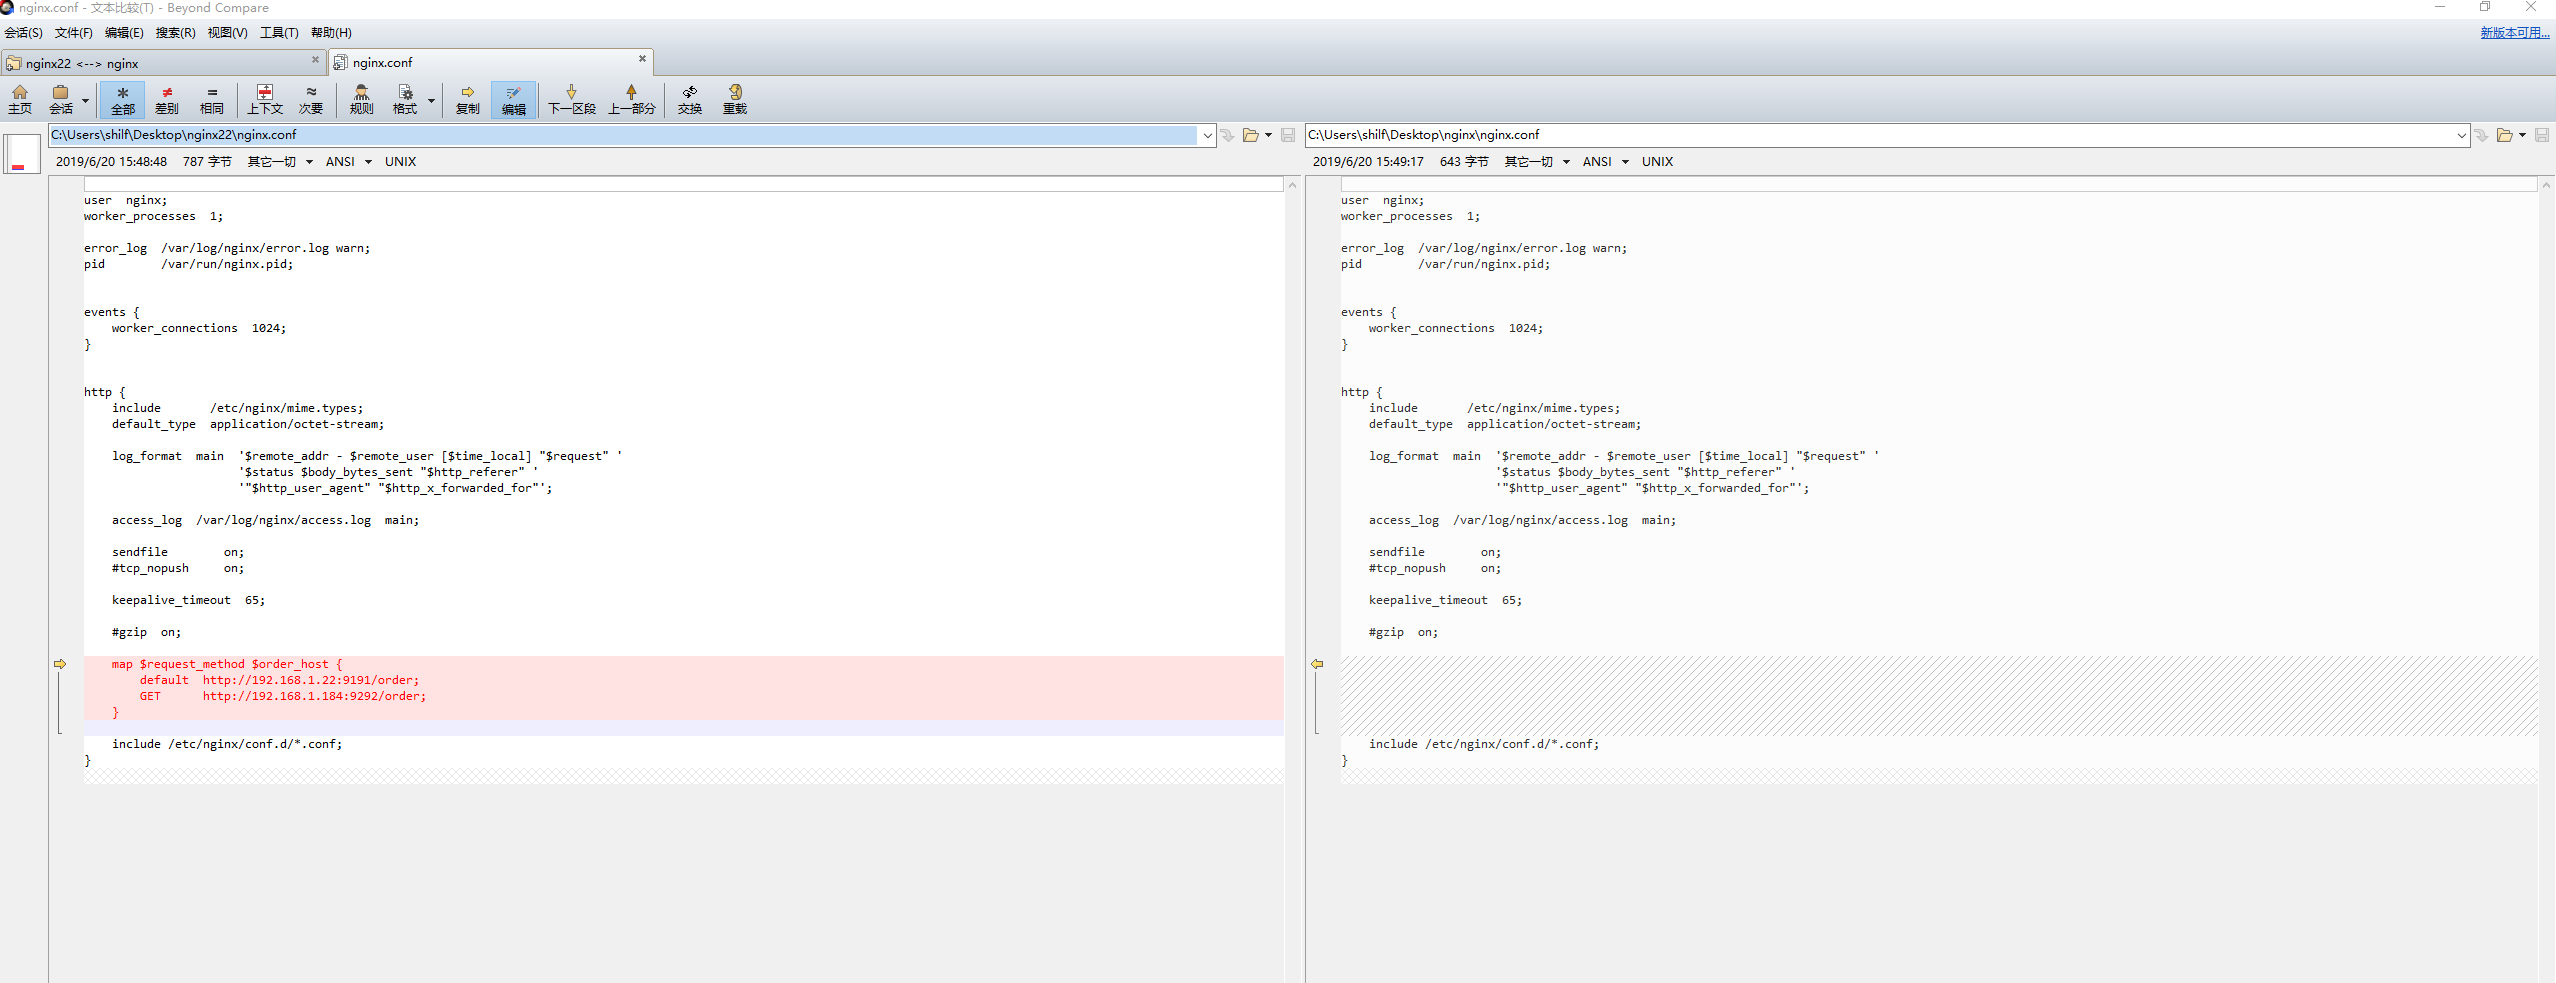 nginx.conf - 文本比较(T) - Beyond Compare
会话(S) 文件(F) 编辑(E) 搜索(R) 视图(V) 工具(T) 帮助(H)
新版本可用...
nginx22 <--> nginx
nginx.conf
主页 会话 全部 差别 相同 上下文 次要 规则 格式 复制 编辑 下一区段 上一部分 交换 重载
C:\Users\shilf\Desktop\nginx22\nginx.conf
2019/6/20 15:48:48 787 字节 其它一切 ANSI UNIX
user  nginx;
worker_processes  1;
error_log  /var/log/nginx/error.log warn;
pid        /var/run/nginx.pid;
events {
    worker_connections  1024;
}
http {
    include       /etc/nginx/mime.types;
    default_type  application/octet-stream;
    log_format  main  '$remote_addr - $remote_user [$time_local] "$request" '
                      '$status $body_bytes_sent "$http_referer" '
                      '"$http_user_agent" "$http_x_forwarded_for"';
    access_log  /var/log/nginx/access.log  main;
    sendfile        on;
    #tcp_nopush     on;
    keepalive_timeout  65;
    #gzip  on;
    map $request_method $order_host {
        default  http://192.168.1.22:9191/order;
        GET      http://192.168.1.184:9292/order;
    }
    include /etc/nginx/conf.d/*.conf;
}
C:\Users\shilf\Desktop\nginx\nginx.conf
2019/6/20 15:49:17 643 字节 其它一切 ANSI UNIX
user  nginx;
worker_processes  1;
error_log  /var/log/nginx/error.log warn;
pid        /var/run/nginx.pid;
events {
    worker_connections  1024;
}
http {
    include       /etc/nginx/mime.types;
    default_type  application/octet-stream;
    log_format  main  '$remote_addr - $remote_user [$time_local] "$request" '
                      '$status $body_bytes_sent "$http_referer" '
                      '"$http_user_agent" "$http_x_forwarded_for"';
    access_log  /var/log/nginx/access.log  main;
    sendfile        on;
    #tcp_nopush     on;
    keepalive_timeout  65;
    #gzip  on;
    include /etc/nginx/conf.d/*.conf;
}